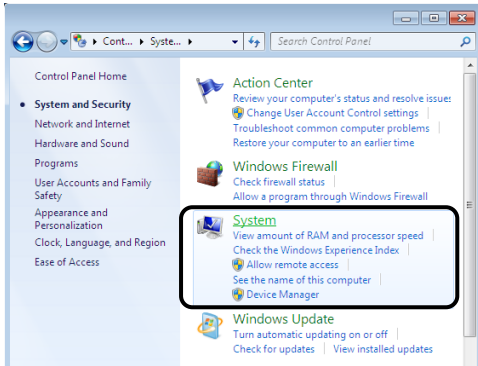 Cont... Syste...
Search Control Panel
Control Panel Home
System and Security
Network and Internet
Hardware and Sound
Programs
User Accounts and Family
Safety
Appearance and
Personalization
Clock, Language, and Region
Ease of Access
Action Center
Review your computer's status and resolve issues
Change User Account Control settings
Troubleshoot common computer problems
Restore your computer to an earlier time
Windows Firewall
Check firewall status
Allow a program through Windows Firewall
System
View amount of RAM and processor speed
Check the Windows Experience Index
Allow remote access
See the name of this computer
Device Manager
Windows Update
Turn automatic updating on or off
Check for updates View installed updates